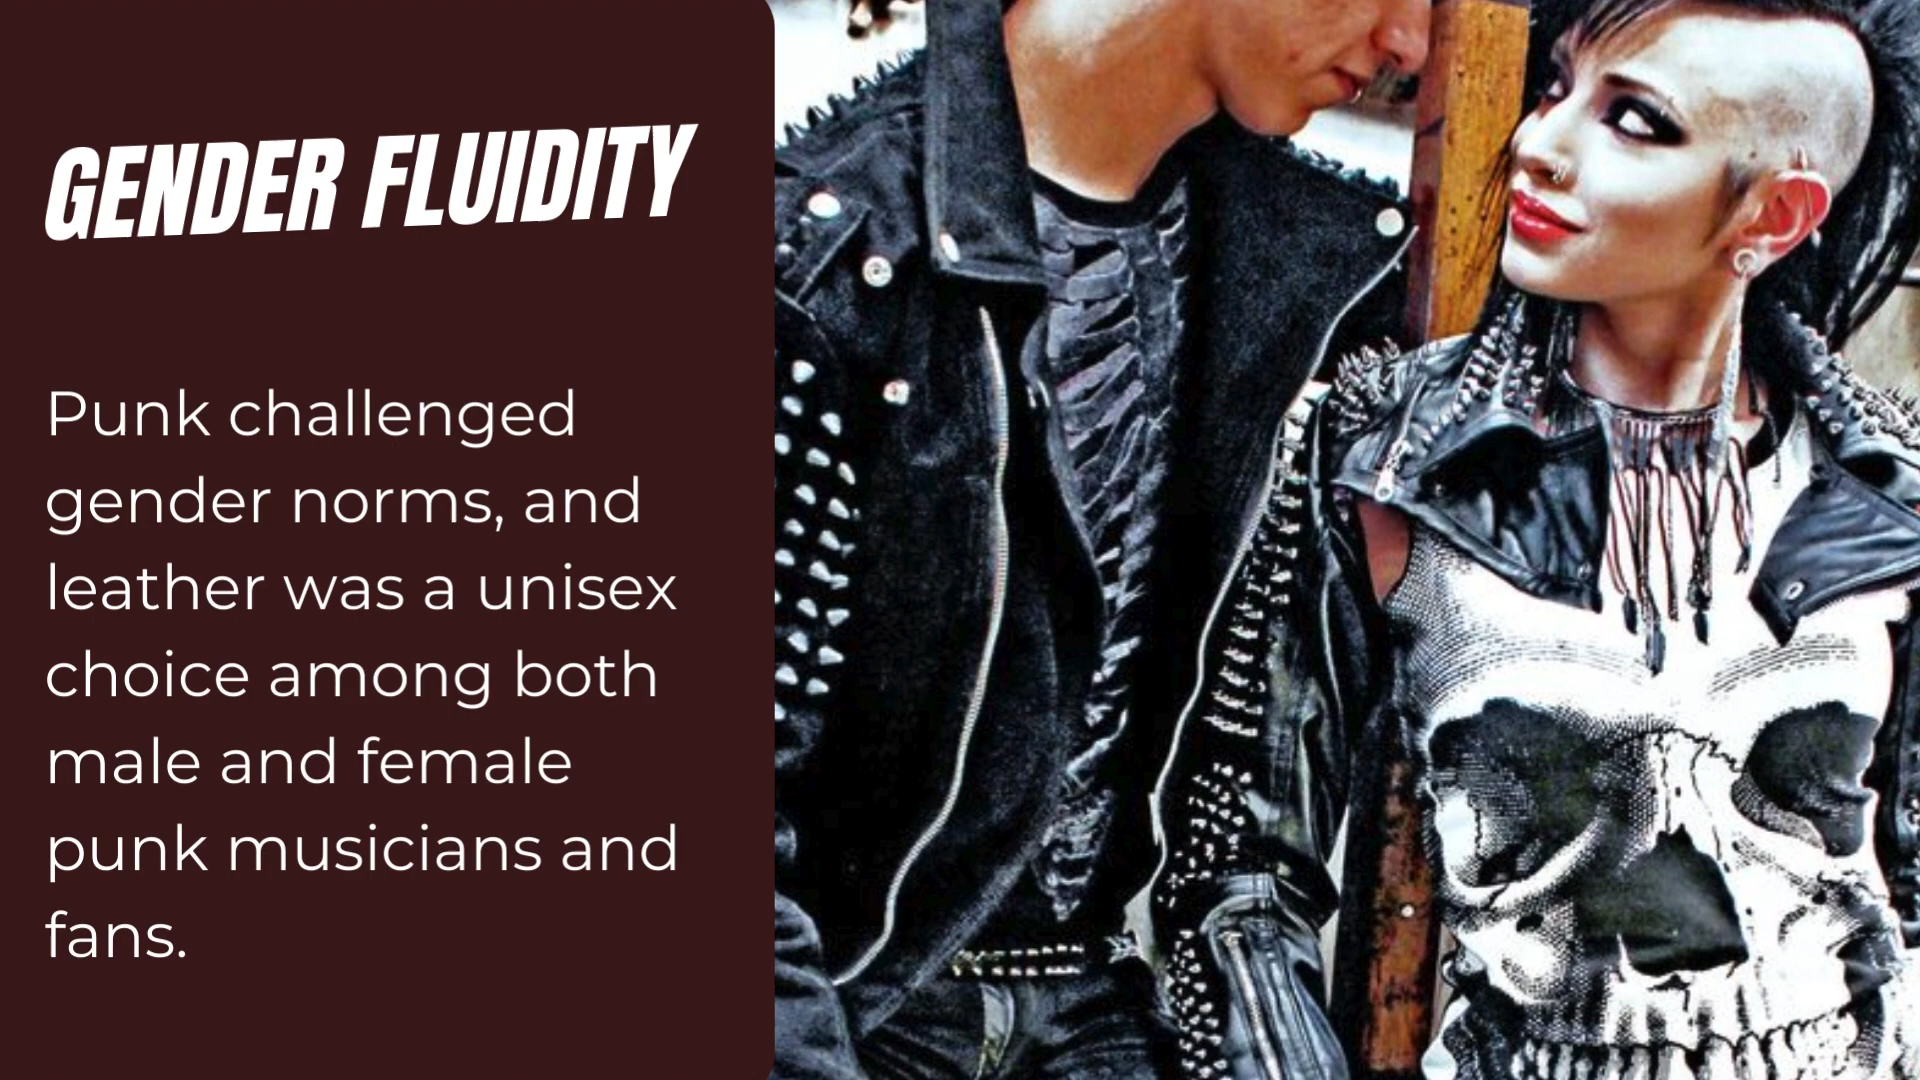 GENDER FLUIDITY
Punk challenged
gender norms, and
leather was a unisex
choice among both
male and female
punk musicians and
fans.